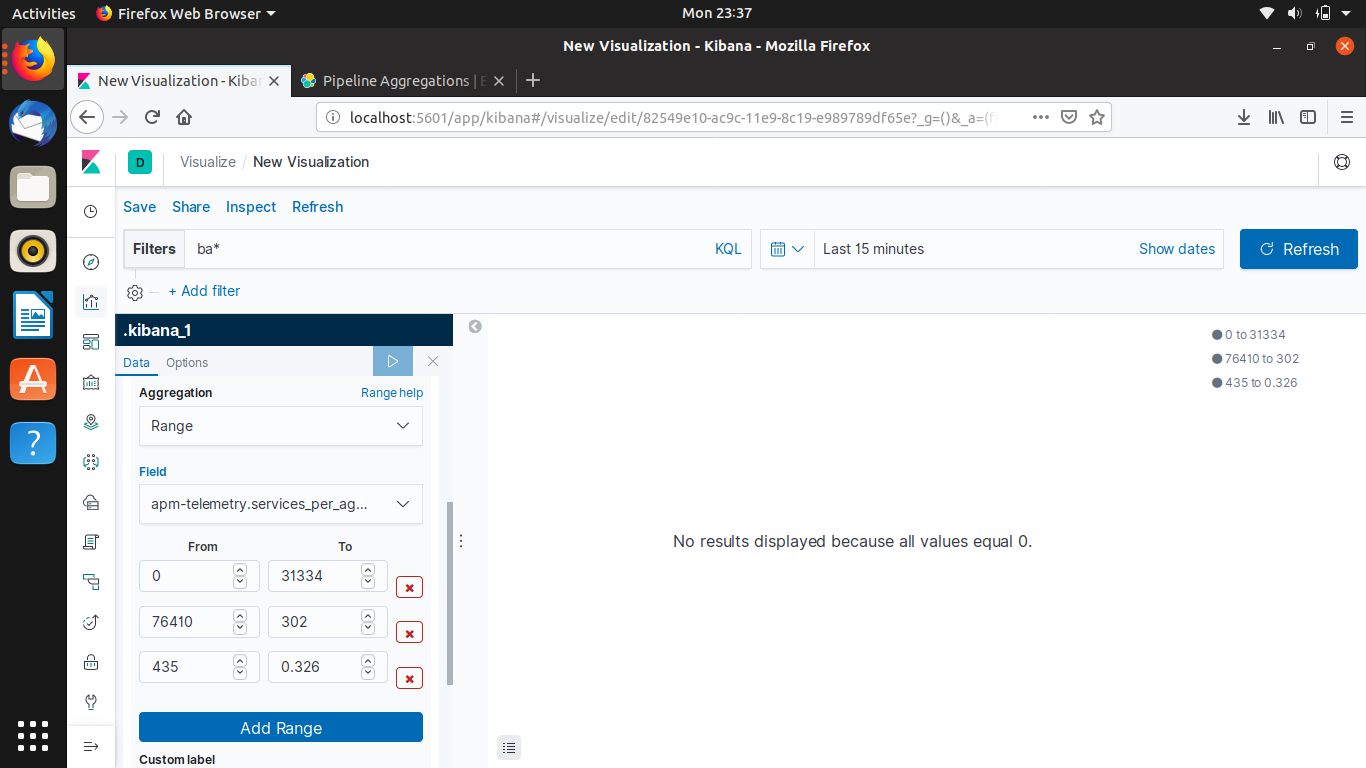 Activities Firefox Web Browser Mon 23:37
New Visualization - Kibana - Mozilla Firefox
New Visualization - Kiban Pipeline Aggregations | E
localhost:5601/app/kibana#/visualize/edit/82549e10-ac9c-11e9-8c19-e989789df65e?_g=()&_a=(fi
D Visualize / New Visualization
Save Share Inspect Refresh
Filters ba* KQL Last 15 minutes Show dates Refresh
+ Add filter
.kibana_1
Data Options
Aggregation Range help
Range
Field
apm-telemetry.services_per_ag...
From To
0 31334
76410 302
435 0.326
Add Range
Custom label
0 to 31334
76410 to 302
435 to 0.326
No results displayed because all values equal 0.